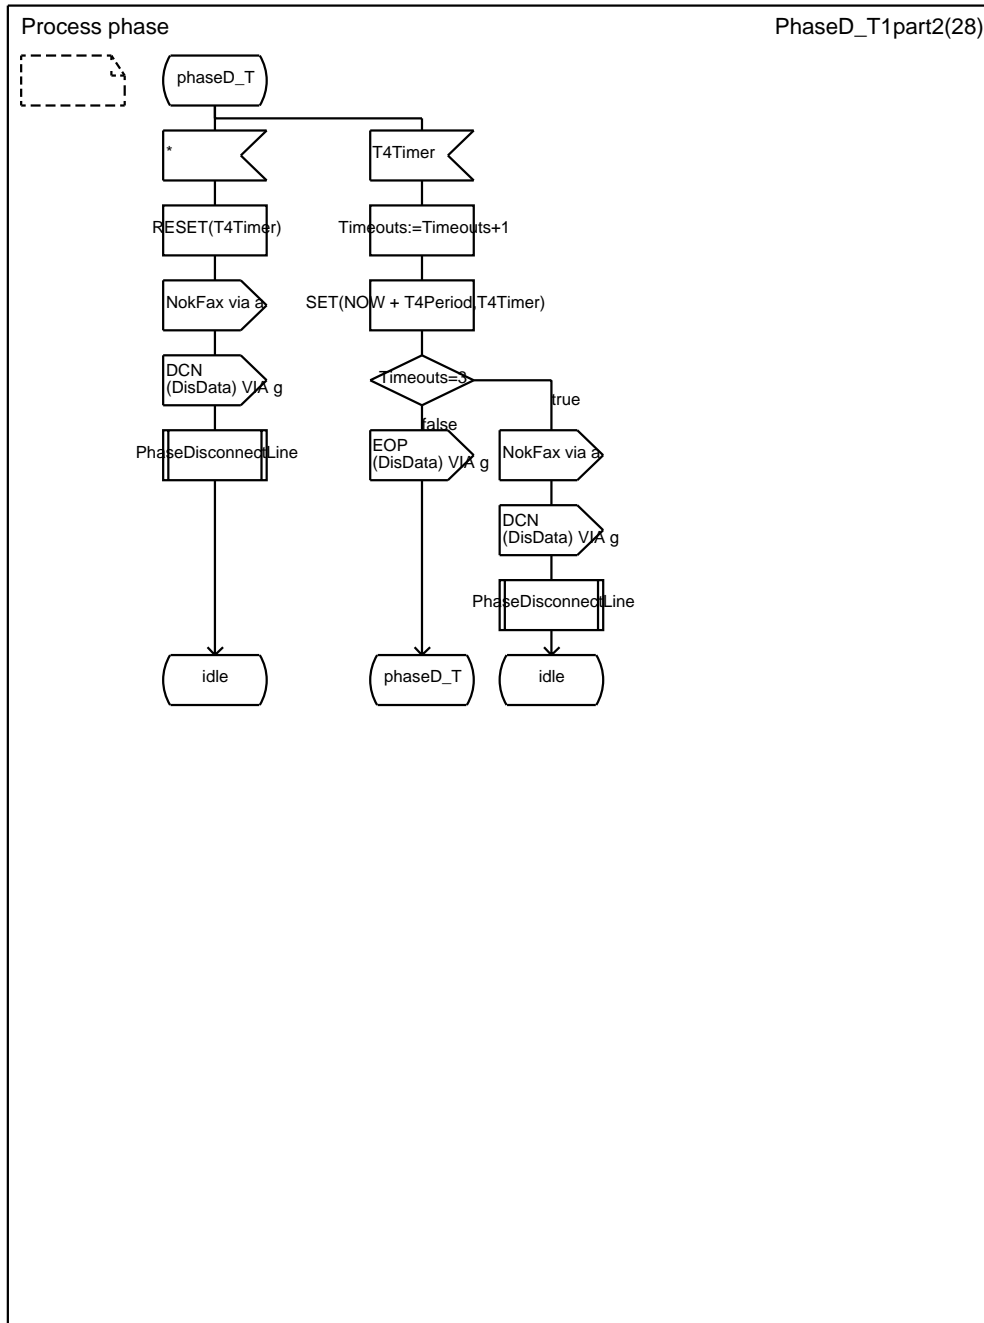 Process phase
PhaseD_T1part2(28)
phaseD_T
*
T4Timer
RESET(T4Timer)
Timeouts:=Timeouts+1
NokFax via a
SET(NOW + T4Period,T4Timer)
DCN
(DisData) VIA g
Timeouts=3
true
false
PhaseDisconnectLine
EOP
(DisData) VIA g
NokFax via a
DCN
(DisData) VIA g
PhaseDisconnectLine
idle
phaseD_T
idle